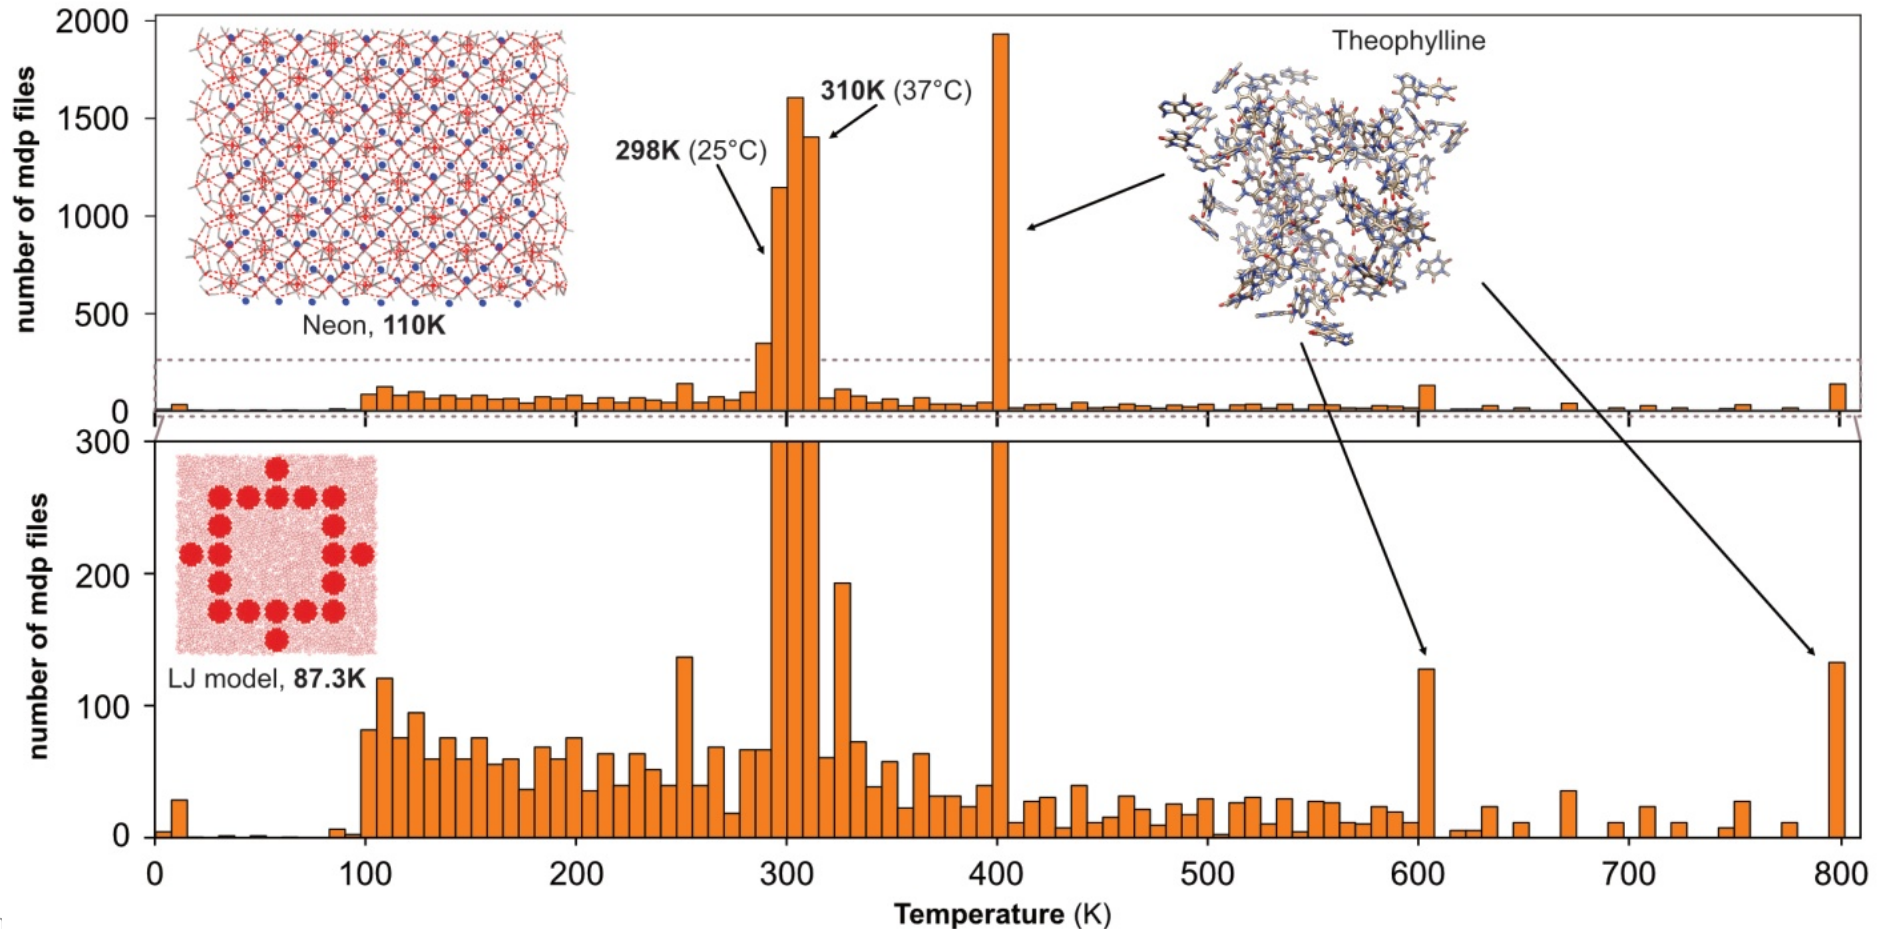 number of mdp files
2000
1500
1000
500
0
Neon, 110K
298K (25°C)
310K (37°C)
Theophylline
number of mdp files
300
200
100
0
LJ model, 87.3K
0 100 200 300 400 500 600 700 800
Temperature (K)